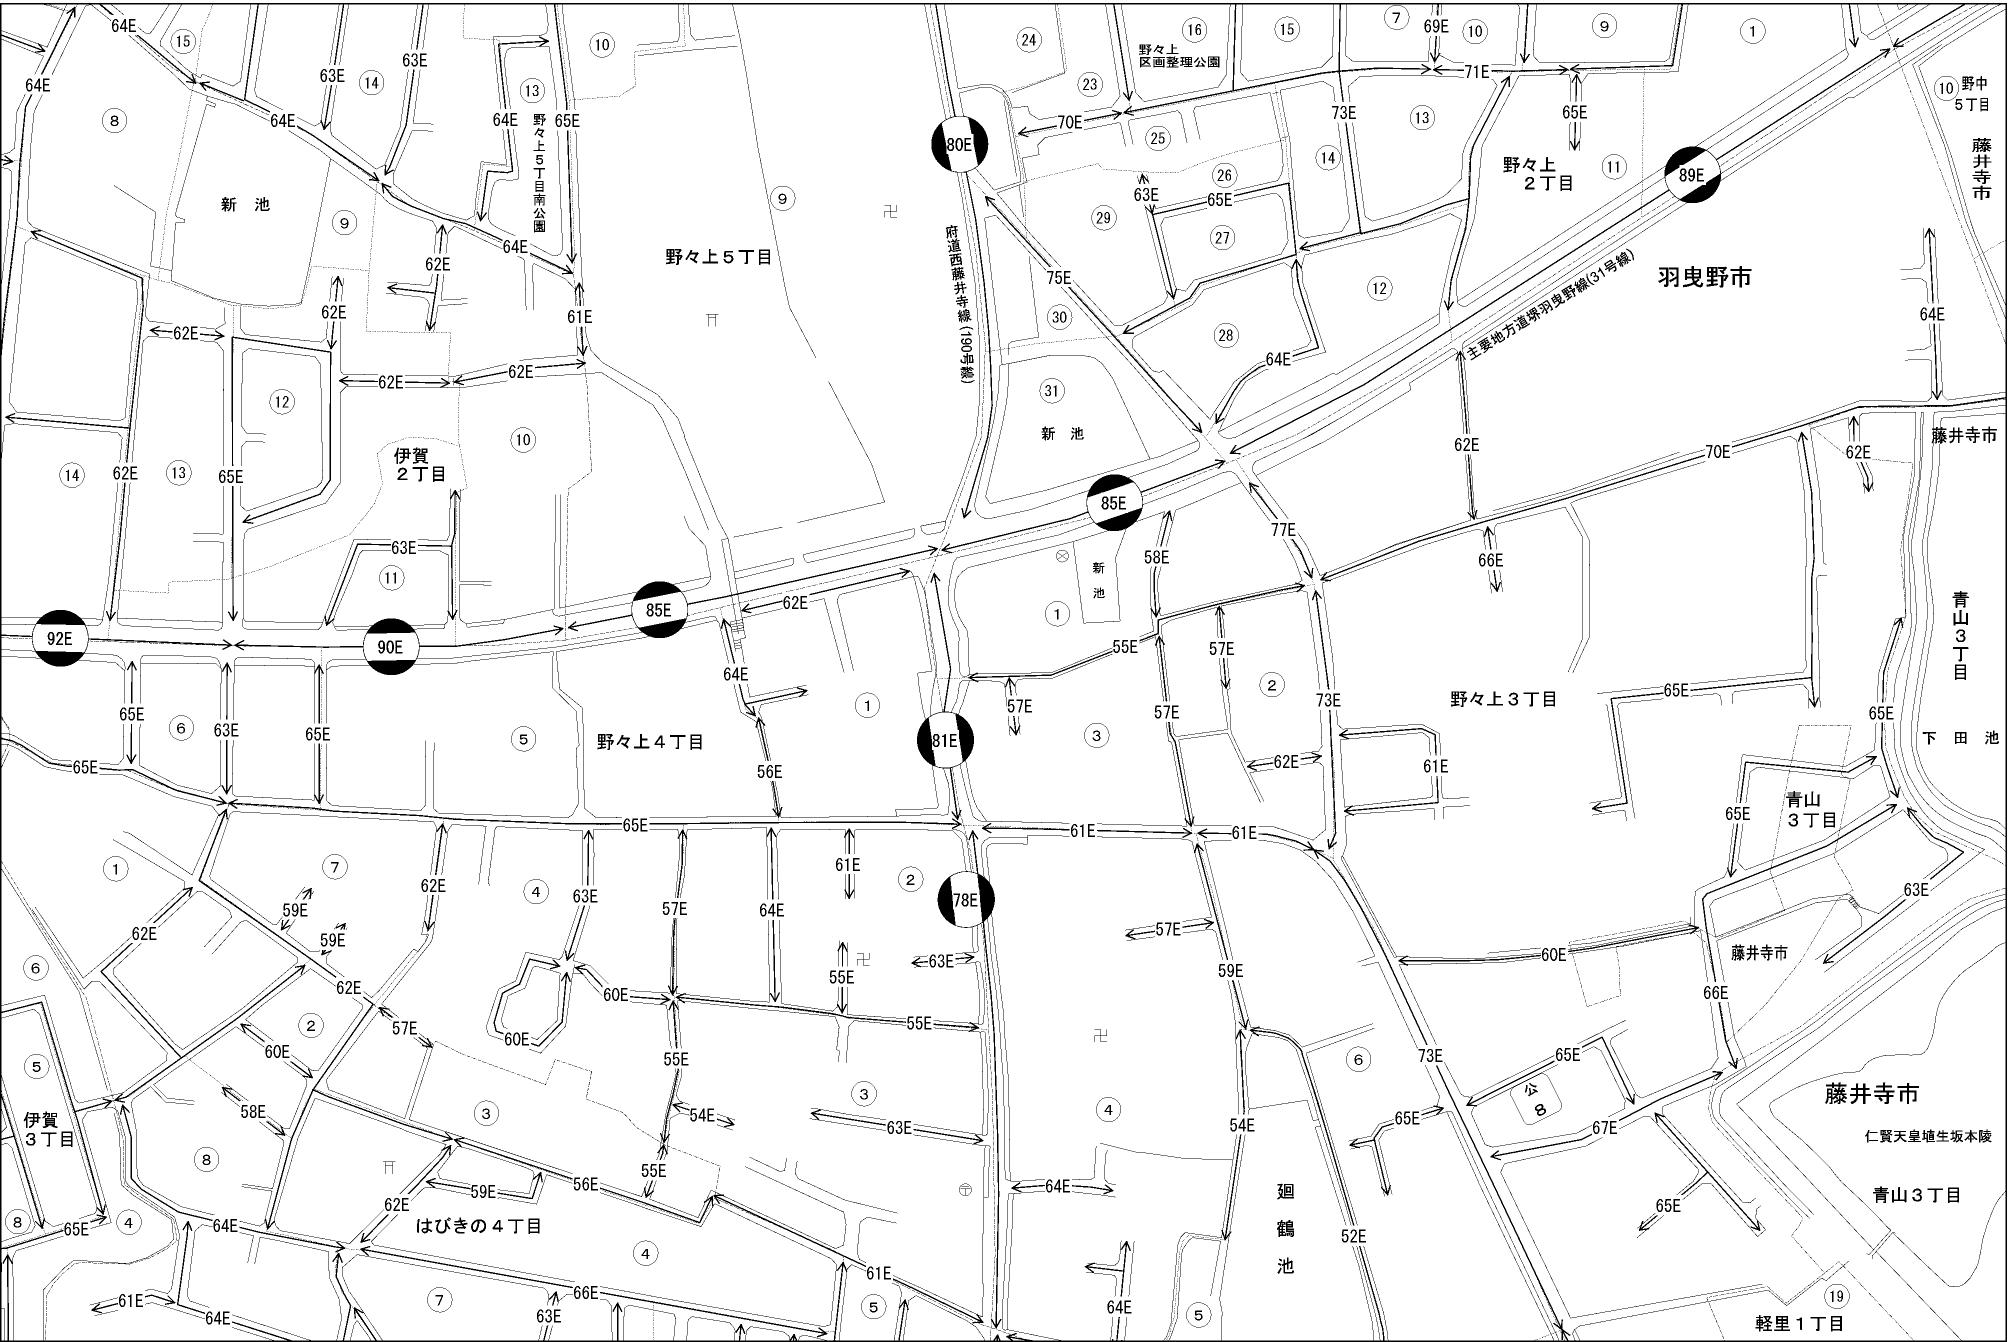 64E
15
64E
63E
14
63E
64E
13
65E
10
64E
8
64E
野々上５丁目南公園
24
野々上
区画整理公園
16
15
7
69E
10
9
1
71E
23
70E
25
73E
13
65E
10
野中
５丁目
藤井寺市
80E
14
野々上
２丁目
11
89E
新　池
9
64E
9
卍
26
63E
65E
29
27
62E
野々上５丁目
府道西藤井寺線(190号線)
75E
羽曳野市
主要地方道堺羽曳野線(31号線)
12
64E
62E
62E
61E
30
28
64E
62E
62E
12
31
新　池
10
伊賀
２丁目
62E
70E
62E
藤井寺市
14
62E
13
65E
85E
77E
63E
11
58E
新池
66E
青山３丁目
62E
85E
1
92E
90E
64E
55E
57E
2
65E
6
63E
65E
5
野々上４丁目
1
57E
57E
3
73E
野々上３丁目
65E
65E
下　田　池
65E
56E
81E
62E
61E
青山
３丁目
65E
65E
61E
61E
1
7
62E
4
63E
57E
64E
61E
2
78E
63E
59E
59E
62E
57E
60E
藤井寺市
6
62E
60E
60E
55E
卍
63E
55E
59E
66E
2
57E
60E
5
58E
伊賀
３丁目
55E
54E
3
63E
卍
4
54E
6
73E
65E
公
8
65E
67E
藤井寺市
仁賢天皇埴生坂本陵
青山３丁目
8
3
55E
59E
56E
62E
64E
64E
廻鶴池
52E
65E
8
65E
4
はびきの４丁目
4
61E
61E
64E
7
66E
63E
5
64E
5
19
軽里１丁目